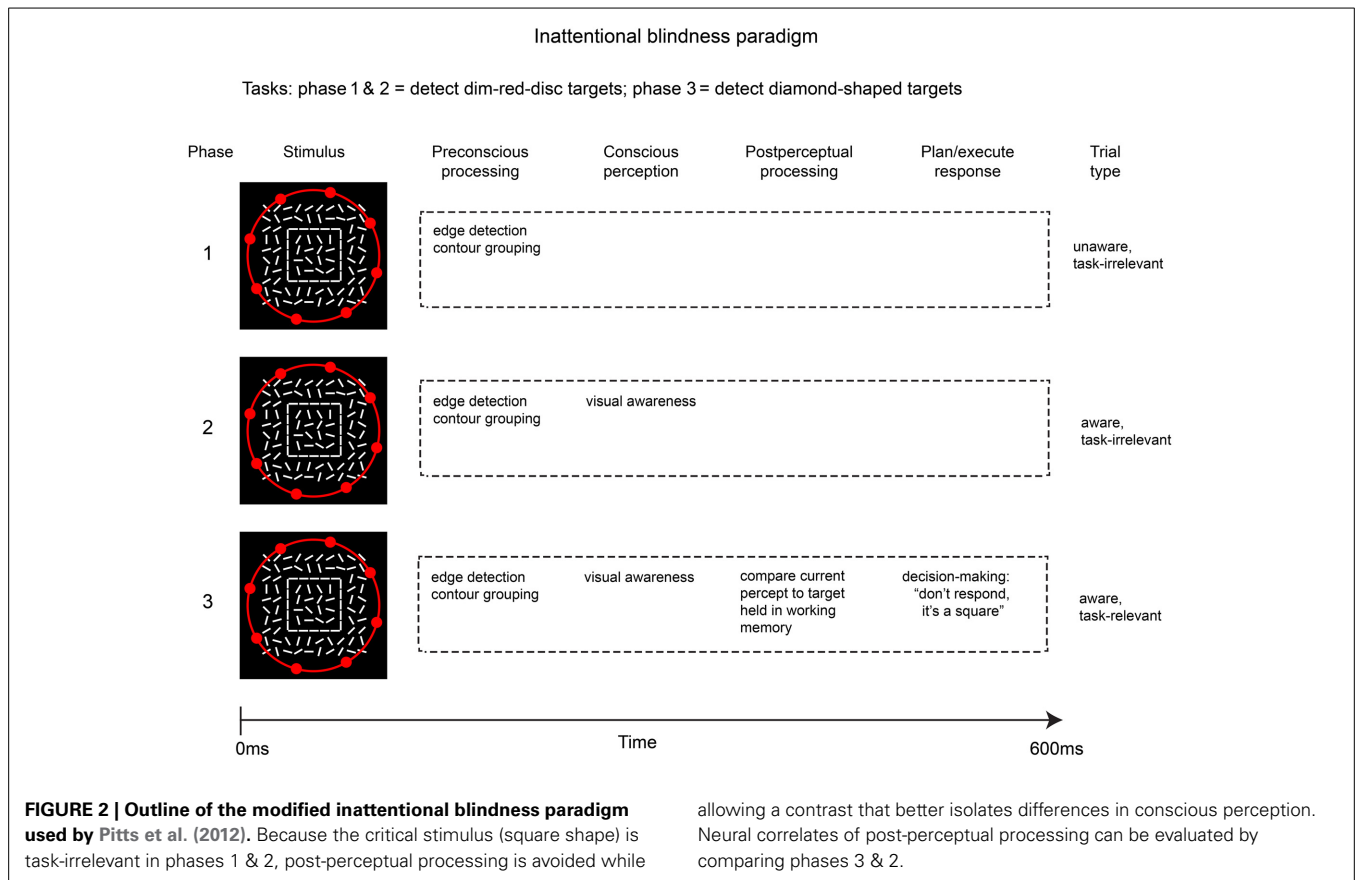 Inattentional blindness paradigm
Tasks: phase 1 & 2 = detect dim-red-disc targets; phase 3 = detect diamond-shaped targets
Phase
Stimulus
Preconscious
processing
Conscious
perception
Postperceptual
processing
Plan/execute
response
Trial
type
1
edge detection
contour grouping
unaware,
task-irrelevant
2
edge detection
contour grouping
visual awareness
aware,
task-irrelevant
3
edge detection
contour grouping
visual awareness
compare current
percept to target
held in working
memory
decision-making:
“don’t respond,
it’s a square”
aware,
task-relevant
0ms
Time
600ms
FIGURE 2 | Outline of the modified inattentional blindness paradigm
used by Pitts et al. (2012). Because the critical stimulus (square shape) is
task-irrelevant in phases 1 & 2, post-perceptual processing is avoided while
allowing a contrast that better isolates differences in conscious perception.
Neural correlates of post-perceptual processing can be evaluated by
comparing phases 3 & 2.